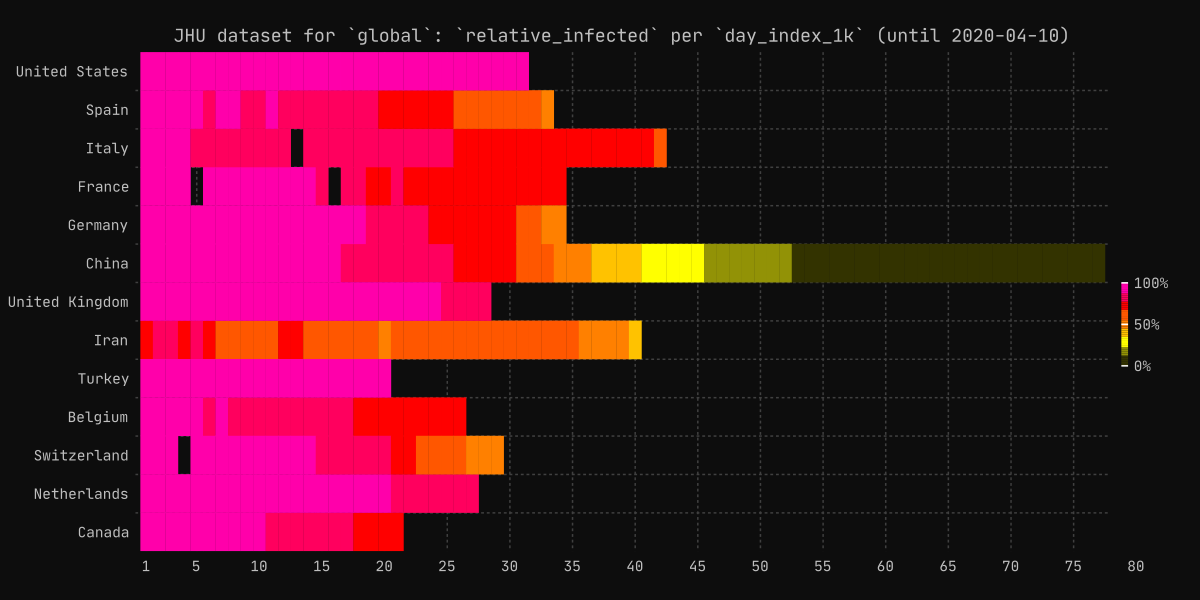 JHU dataset for `global`: `relative_infected` per `day_index_1k` (until 2020-04-10)
United States
Spain
Italy
France
Germany
China
United Kingdom
100%
50%
Iran
0%
Turkey
Belgium
Switzerland
Netherlands
Canada
1 5 10 15 20 25 30 35 40 45 50 55 60 65 70 75 80